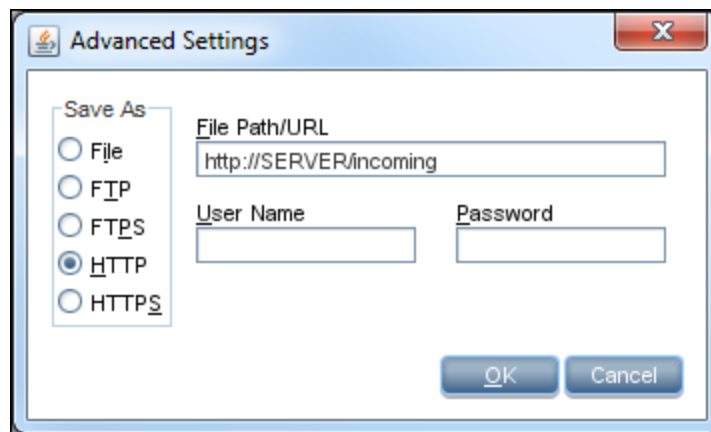 Advanced Settings
Save As
File
FTP
FTPS
HTTP
HTTPS
File Path/URL
http://SERVER/incoming
User Name
Password
OK
Cancel